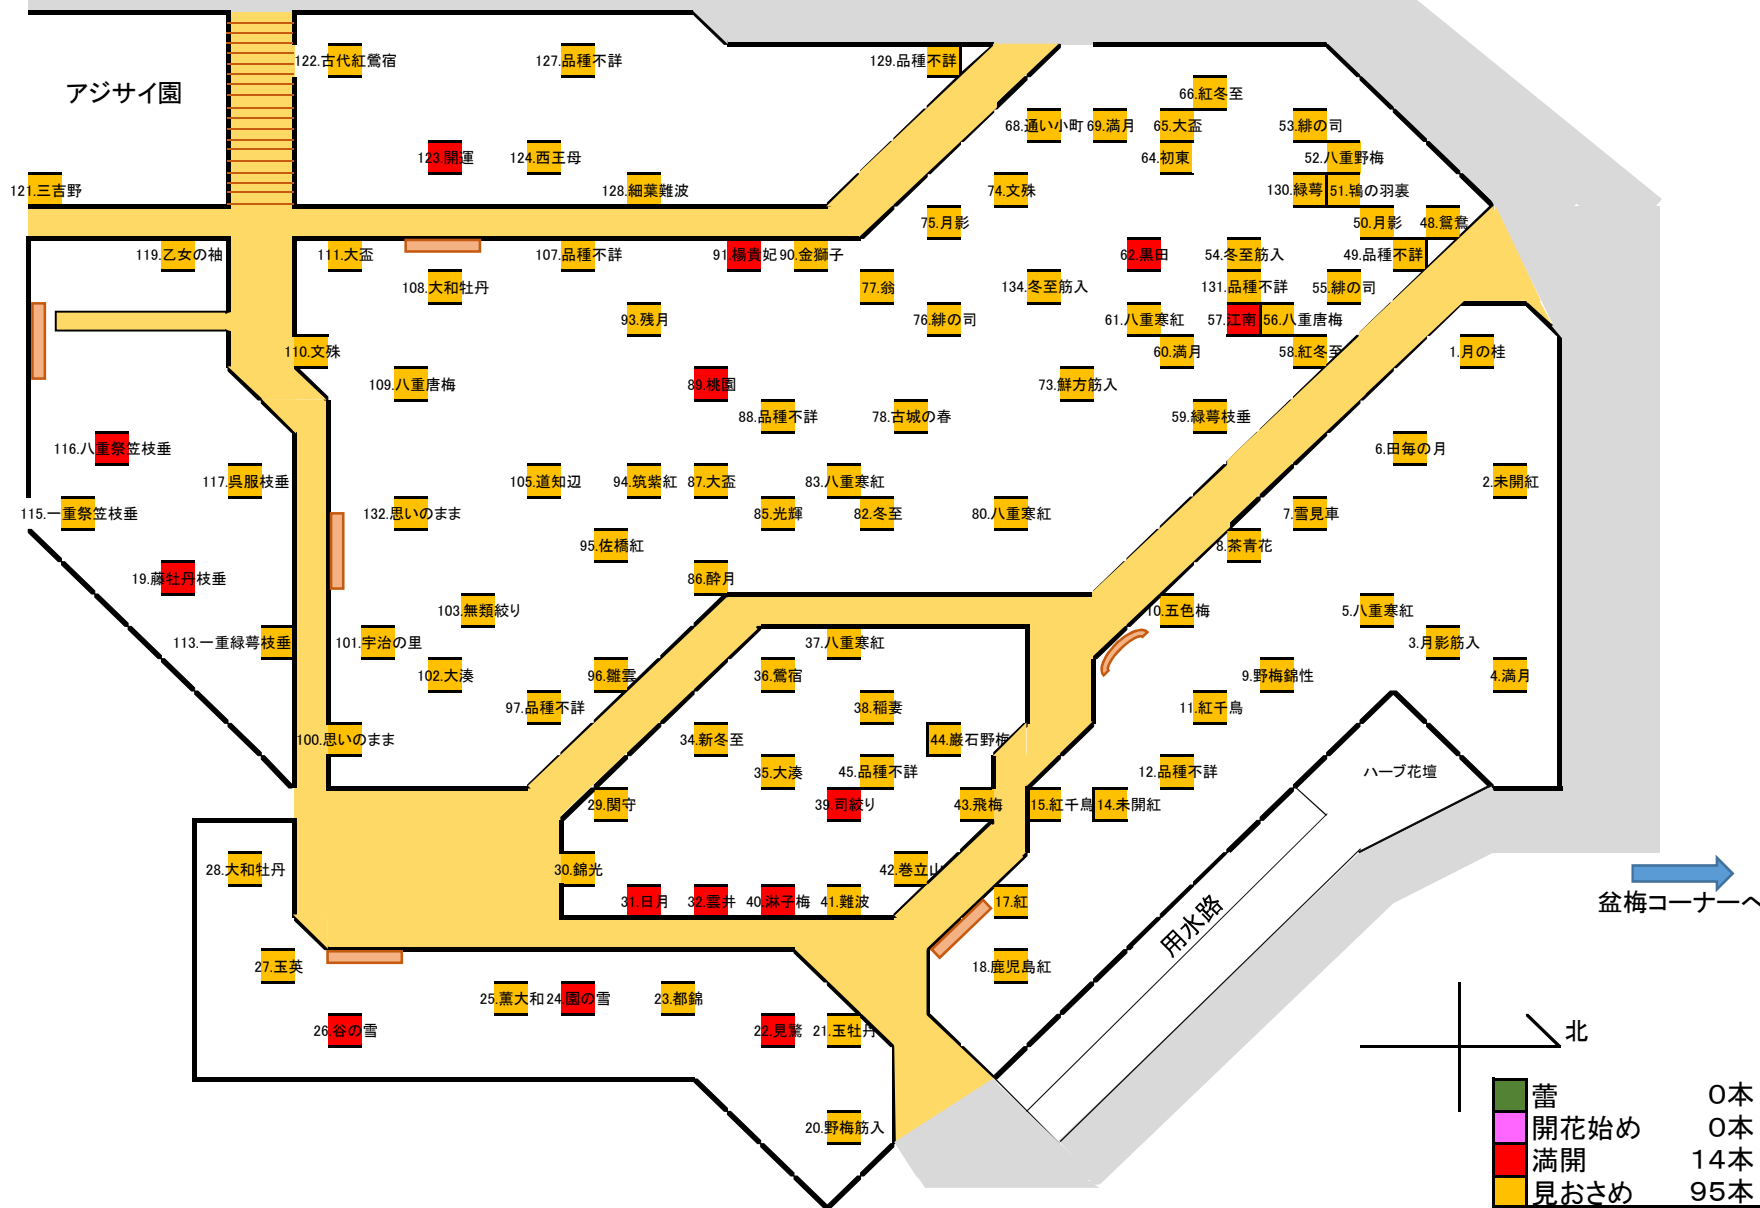 122.古代紅鶯宿
127.品種不詳
129.品種不詳
アジサイ園
66.紅冬至
68.通い小町
69.満月
65.大盃
53.緋の司
123.開運
124.西王母
64.初東
52.八重野梅
121.三吉野
128.細葉難波
74.文殊
130.緑萼
51.鴇の羽裏
75.月影
50.月影
48.鴛鴦
119.乙女の袖
111.大盃
107.品種不詳
91.楊貴妃
90.金獅子
62.黒田
54.冬至筋入
49.品種不詳
108.大和牡丹
77.翁
134.冬至筋入
131.品種不詳
55.緋の司
93.残月
76.緋の司
61.八重寒紅
57.江南
56.八重唐梅
110.文殊
60.満月
58.紅冬至
1.月の桂
109.八重唐梅
89.桃園
73.鮮方筋入
88.品種不詳
78.古城の春
59.緑萼枝垂
116.八重祭笠枝垂
6.田毎の月
117.呉服枝垂
105.道知辺
94.筑紫紅
87.大盃
83.八重寒紅
2.未開紅
115.一重祭笠枝垂
132.思いのまま
85.光輝
82.冬至
80.八重寒紅
7.雪見車
95.佐橋紅
8.茶青花
19.藤牡丹枝垂
86.酔月
103.無類絞り
10.五色梅
5.八重寒紅
113.一重緑萼枝垂
101.宇治の里
37.八重寒紅
3.月影筋入
102.大湊
96.雛雲
36.鶯宿
9.野梅錦性
4.満月
97.品種不詳
38.稲妻
11.紅千鳥
100.思いのまま
34.新冬至
44.巌石野梅
35.大湊
45.品種不詳
12.品種不詳
ハーブ花壇
29.関守
39.司絞り
43.飛梅
15.紅千鳥
14.未開紅
28.大和牡丹
30.錦光
42.巻立山
31.日月
32.雲井
40.淋子梅
41.難波
17.紅
盆梅コーナーへ
用水路
27.玉英
18.鹿児島紅
25.薫大和
24.園の雪
23.都錦
26.谷の雪
22.見驚
21.玉牡丹
北
20.野梅筋入
蕾 0本
開花始め 0本
満開 14本
見おさめ 95本